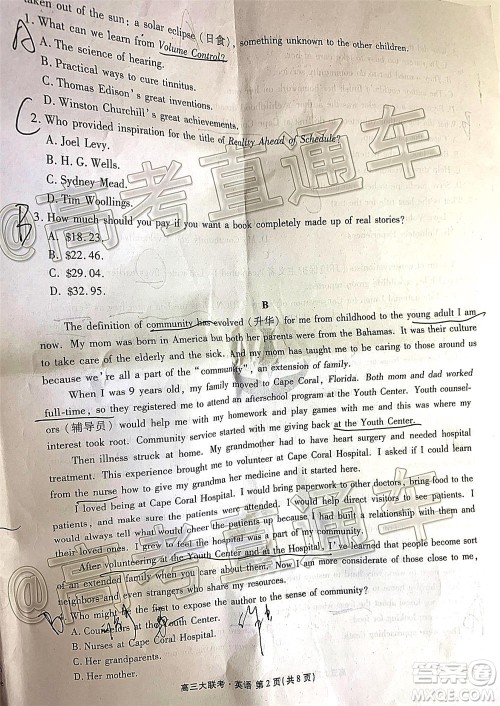 taken out of the sun: a solar eclipse (日食), something unknown to the other children.
A
1. What can we learn from Volume Control?
A. The science of hearing.
B. Practical ways to cure tinnitus.
C. Thomas Edison's great inventions.
D. Winston Churchill's great achievements.
C
2. Who provided inspiration for the title of Reality Ahead of Schedule?
A. Joel Levy.
B. H. G. Wells.
C. Sydney Mead.
D. Tim Woollings.
B
3. How much should you pay if you want a book completely made up of real stories?
A. $18.23.
B. $22.46.
C. $29.04.
D. $32.95.
B
The definition of community has evolved (升华) for me from childhood to the young adult I am
now. My mom was born in America but both her parents were from the Bahamas. It was their culture
to take care of the elderly and the sick. And my mom has taught me to be caring to those around us
because we're all a part of the "community", an extension of family.
When I was 9 years old, my family moved to Cape Coral, Florida. Both mom and dad worked
full-time, so they registered me to attend an afterschool program at the Youth Center. Youth counsel-
ors (辅导员) would help me with my homework and play games with me and this was where my
interest took root. Community service started with me giving back at the Youth Center.
Then illness struck at home. My grandmother had to have heart surgery and needed hospital
treatment. This experience brought me to volunteer at Cape Coral Hospital. I asked if I could learn
from the nurse how to give my grandma her medicine and it started here.
I loved being at Cape Coral Hospital. I would bring paperwork to other doctors, bring food to the
patients, and make sure the patients were attended. I would help direct visitors to see patients. I
would always tell what would cheer the patients up because I had built a relationship with them and
their loved ones. I grew to feel comfortable in the hospital environment.
After volunteering at the Youth Center and at the Hospital, I've learned that people become sort
of an extended family when you care about them. Now I am more considerate of those close to me,
neighbors and even strangers who share my resources.
4. Who might be the first to expose the author to the sense of community?
A. Counselors at the Youth Center.
B. Nurses at Cape Coral Hospital.
C. Her grandparents.
D. Her mother.
高三大联考·英语 第2页(共8页)
@高考直通车
@高考直通车
答案圈
MXEQE.COM